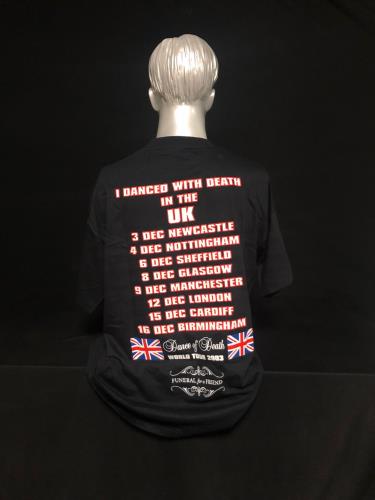 I DANCED WITH DEATH
IN THE
UK
3 DEC NEWCASTLE
4 DEC NOTTINGHAM
6 DEC SHEFFIELD
8 DEC GLASGOW
9 DEC MANCHESTER
12 DEC LONDON
15 DEC CARDIFF
16 DEC BIRMINGHAM
Dance of Death
WORLD TOUR 2003
FUNERAL for a FRIEND